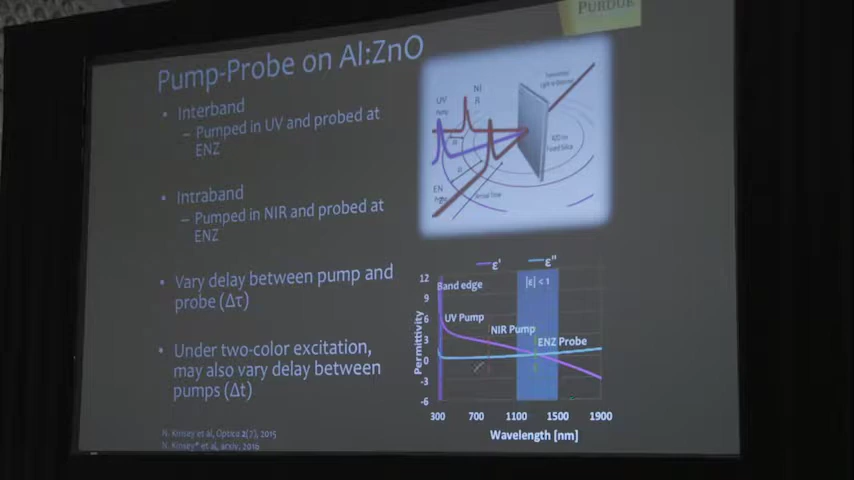 PURDUE
Pump-Probe on Al:ZnO
• Interband
– Pumped in UV and probed at
ENZ
• Intraband
– Pumped in NIR and probed at
ENZ
• Vary delay between pump and
probe (Δτ)
• Under two-color excitation,
may also vary delay between
pumps (Δt)
N. Kinsey et al, Optica 2(7), 2015
N. Kinsey* et al, arxiv, 2016
UV
NI
R
EN
Fused Silica
ε'
ε"
|ε| < 1
Band edge
UV Pump
NIR Pump
ENZ Probe
Permittivity
12
9
6
3
0
-3
-6
300 700 1100 1500 1900
Wavelength [nm]